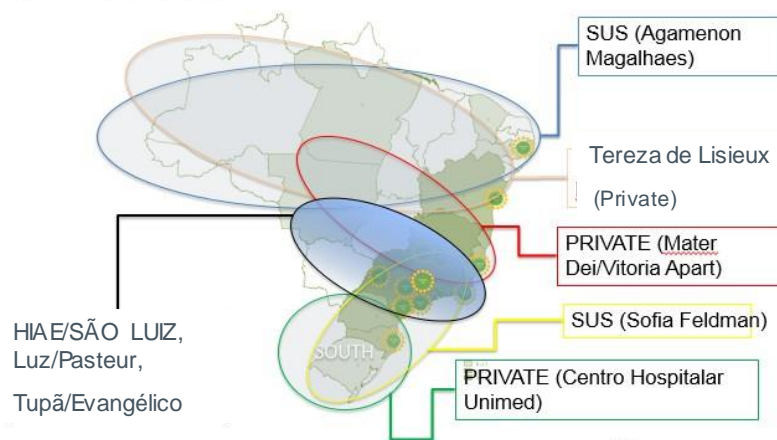 SUS (Agamenon
Magalhaes)
Tereza de Lisieux
(Private)
PRIVATE (Mater
Dei/Vitoria Apart)
SUS (Sofia Feldman)
PRIVATE (Centro Hospitalar
Unimed)
HIAE/SÃO LUIZ,
Luz/Pasteur,
Tupã/Evangélico
SOUTH